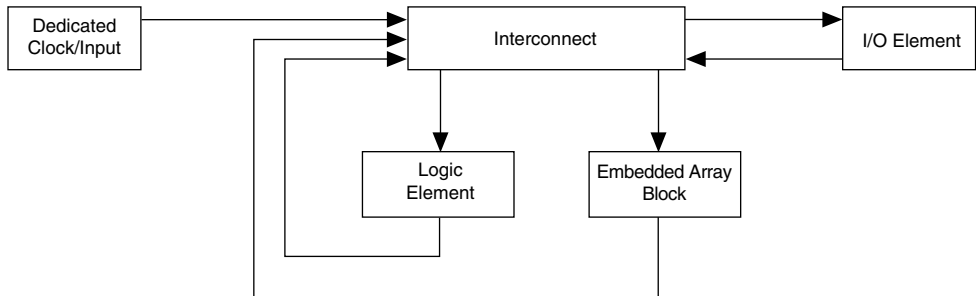 Dedicated
Clock/Input
Interconnect
I/O Element
Logic
Element
Embedded Array
Block